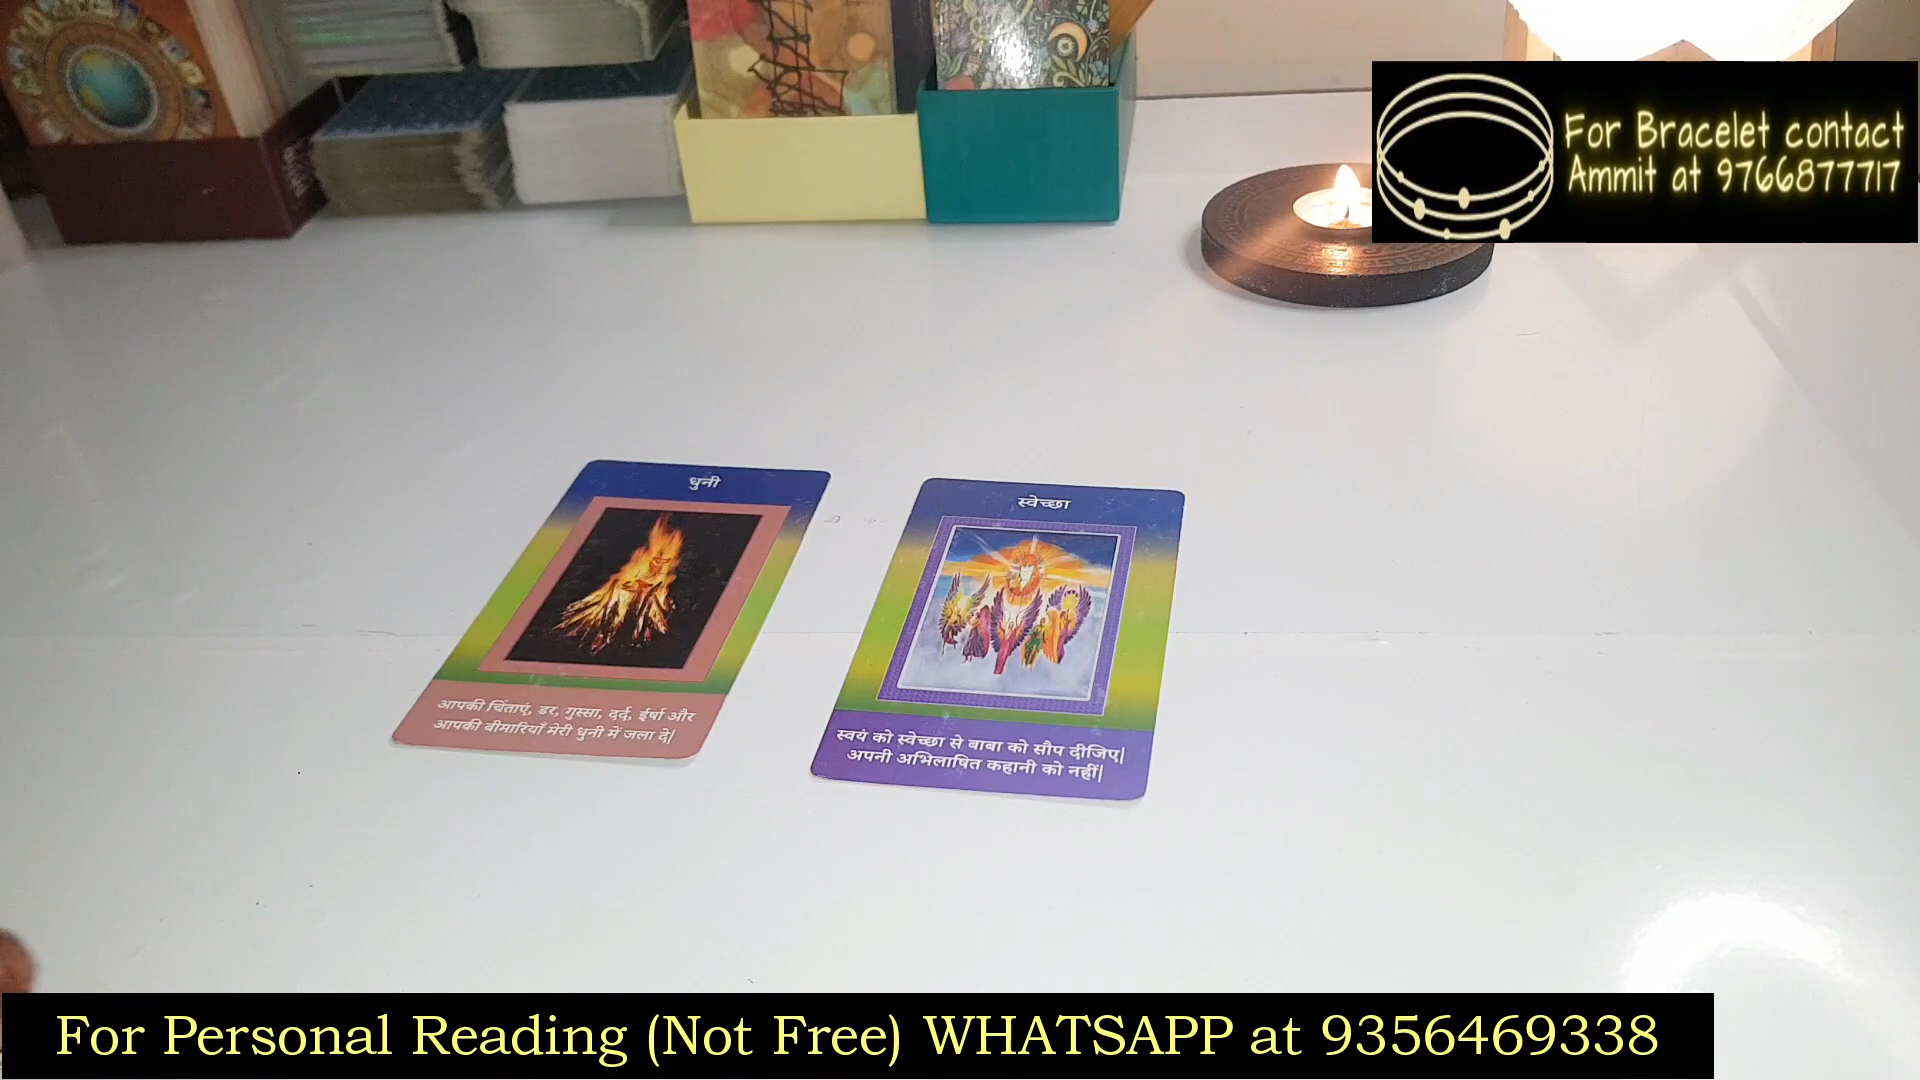 For Bracelet contact
Ammit at 9766877717
धुनी
आपकी चिंताएं, डर, गुस्सा, दर्द, ईर्षा और
आपकी बीमारियाँ मेरी धुनी में जला दे|
स्वेच्छा
स्वयं को स्वेच्छा से बाबा को सौप दीजिए|
अपनी अभिलाषित कहानी को नहीं|
For Personal Reading (Not Free) WHATSAPP at 9356469338